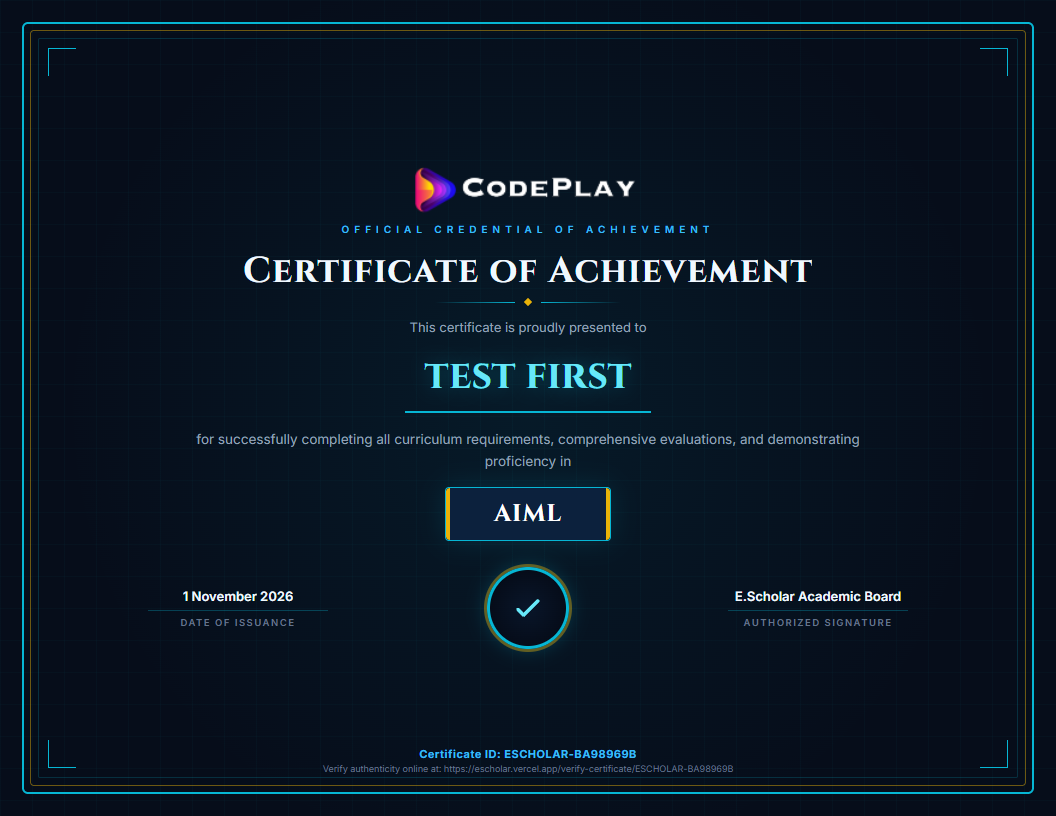 CODEPLAY
OFFICIAL CREDENTIAL OF ACHIEVEMENT
CERTIFICATE OF ACHIEVEMENT
This certificate is proudly presented to
TEST FIRST
for successfully completing all curriculum requirements, comprehensive evaluations, and demonstrating
proficiency in
AIML
1 November 2026
DATE OF ISSUANCE
E.Scholar Academic Board
AUTHORIZED SIGNATURE
Certificate ID: ESCHOLAR-BA98969B
Verify authenticity online at: https://escholar.vercel.app/verify-certificate/ESCHOLAR-BA98969B